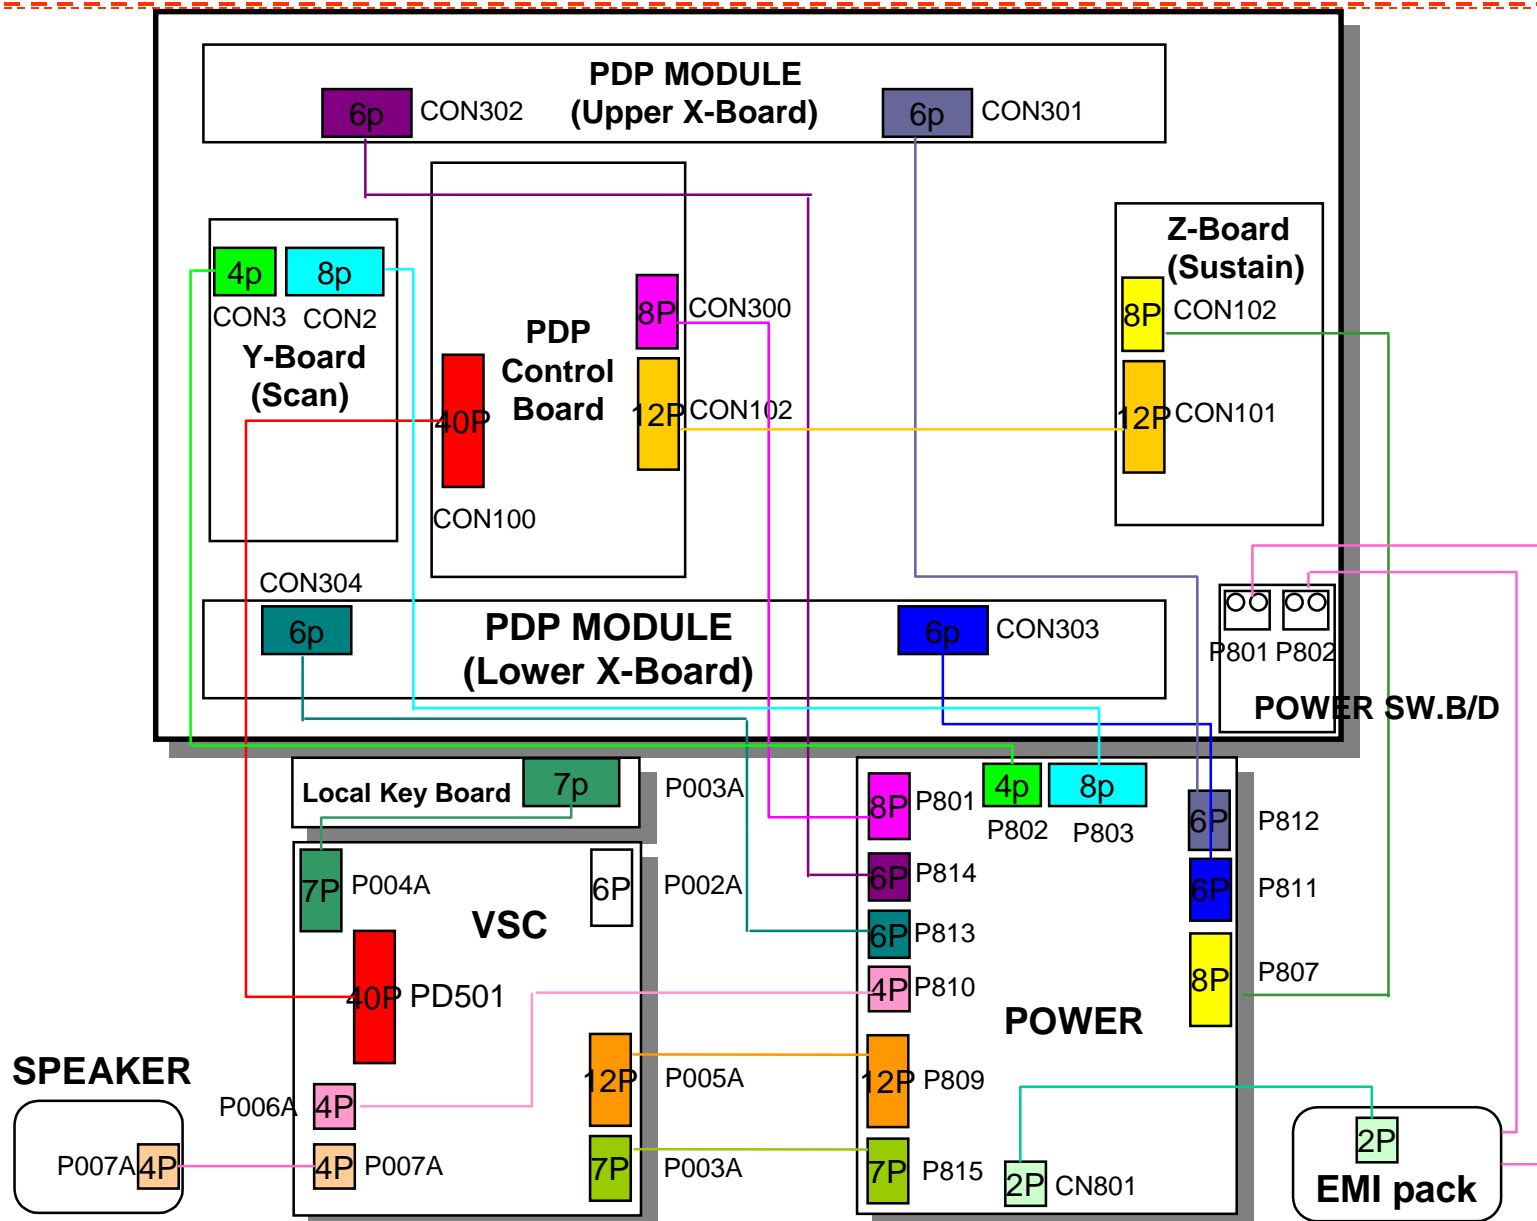 PDP MODULE
(Upper X-Board)
6p CON302
6p CON301
Z-Board
(Sustain)
4p 8p
CON3 CON2
Y-Board
(Scan)
8P CON300
8P CON102
PDP
Control
Board
40P
12P CON102
12P CON101
CON100
CON304
6p
PDP MODULE
(Lower X-Board)
6p CON303
P801 P802
POWER SW.B/D
Local Key Board 7p P003A
8P P801
4p 8p
P802 P803
6P P812
7P P004A
6P P002A
6P P814
6P P811
VSC
6P P813
40P PD501
4P P810
8P P807
POWER
SPEAKER
12P P005A
12P P809
P006A 4P
P007A 4P
4P P007A
7P P003A
7P P815
2P CN801
2P
EMI pack